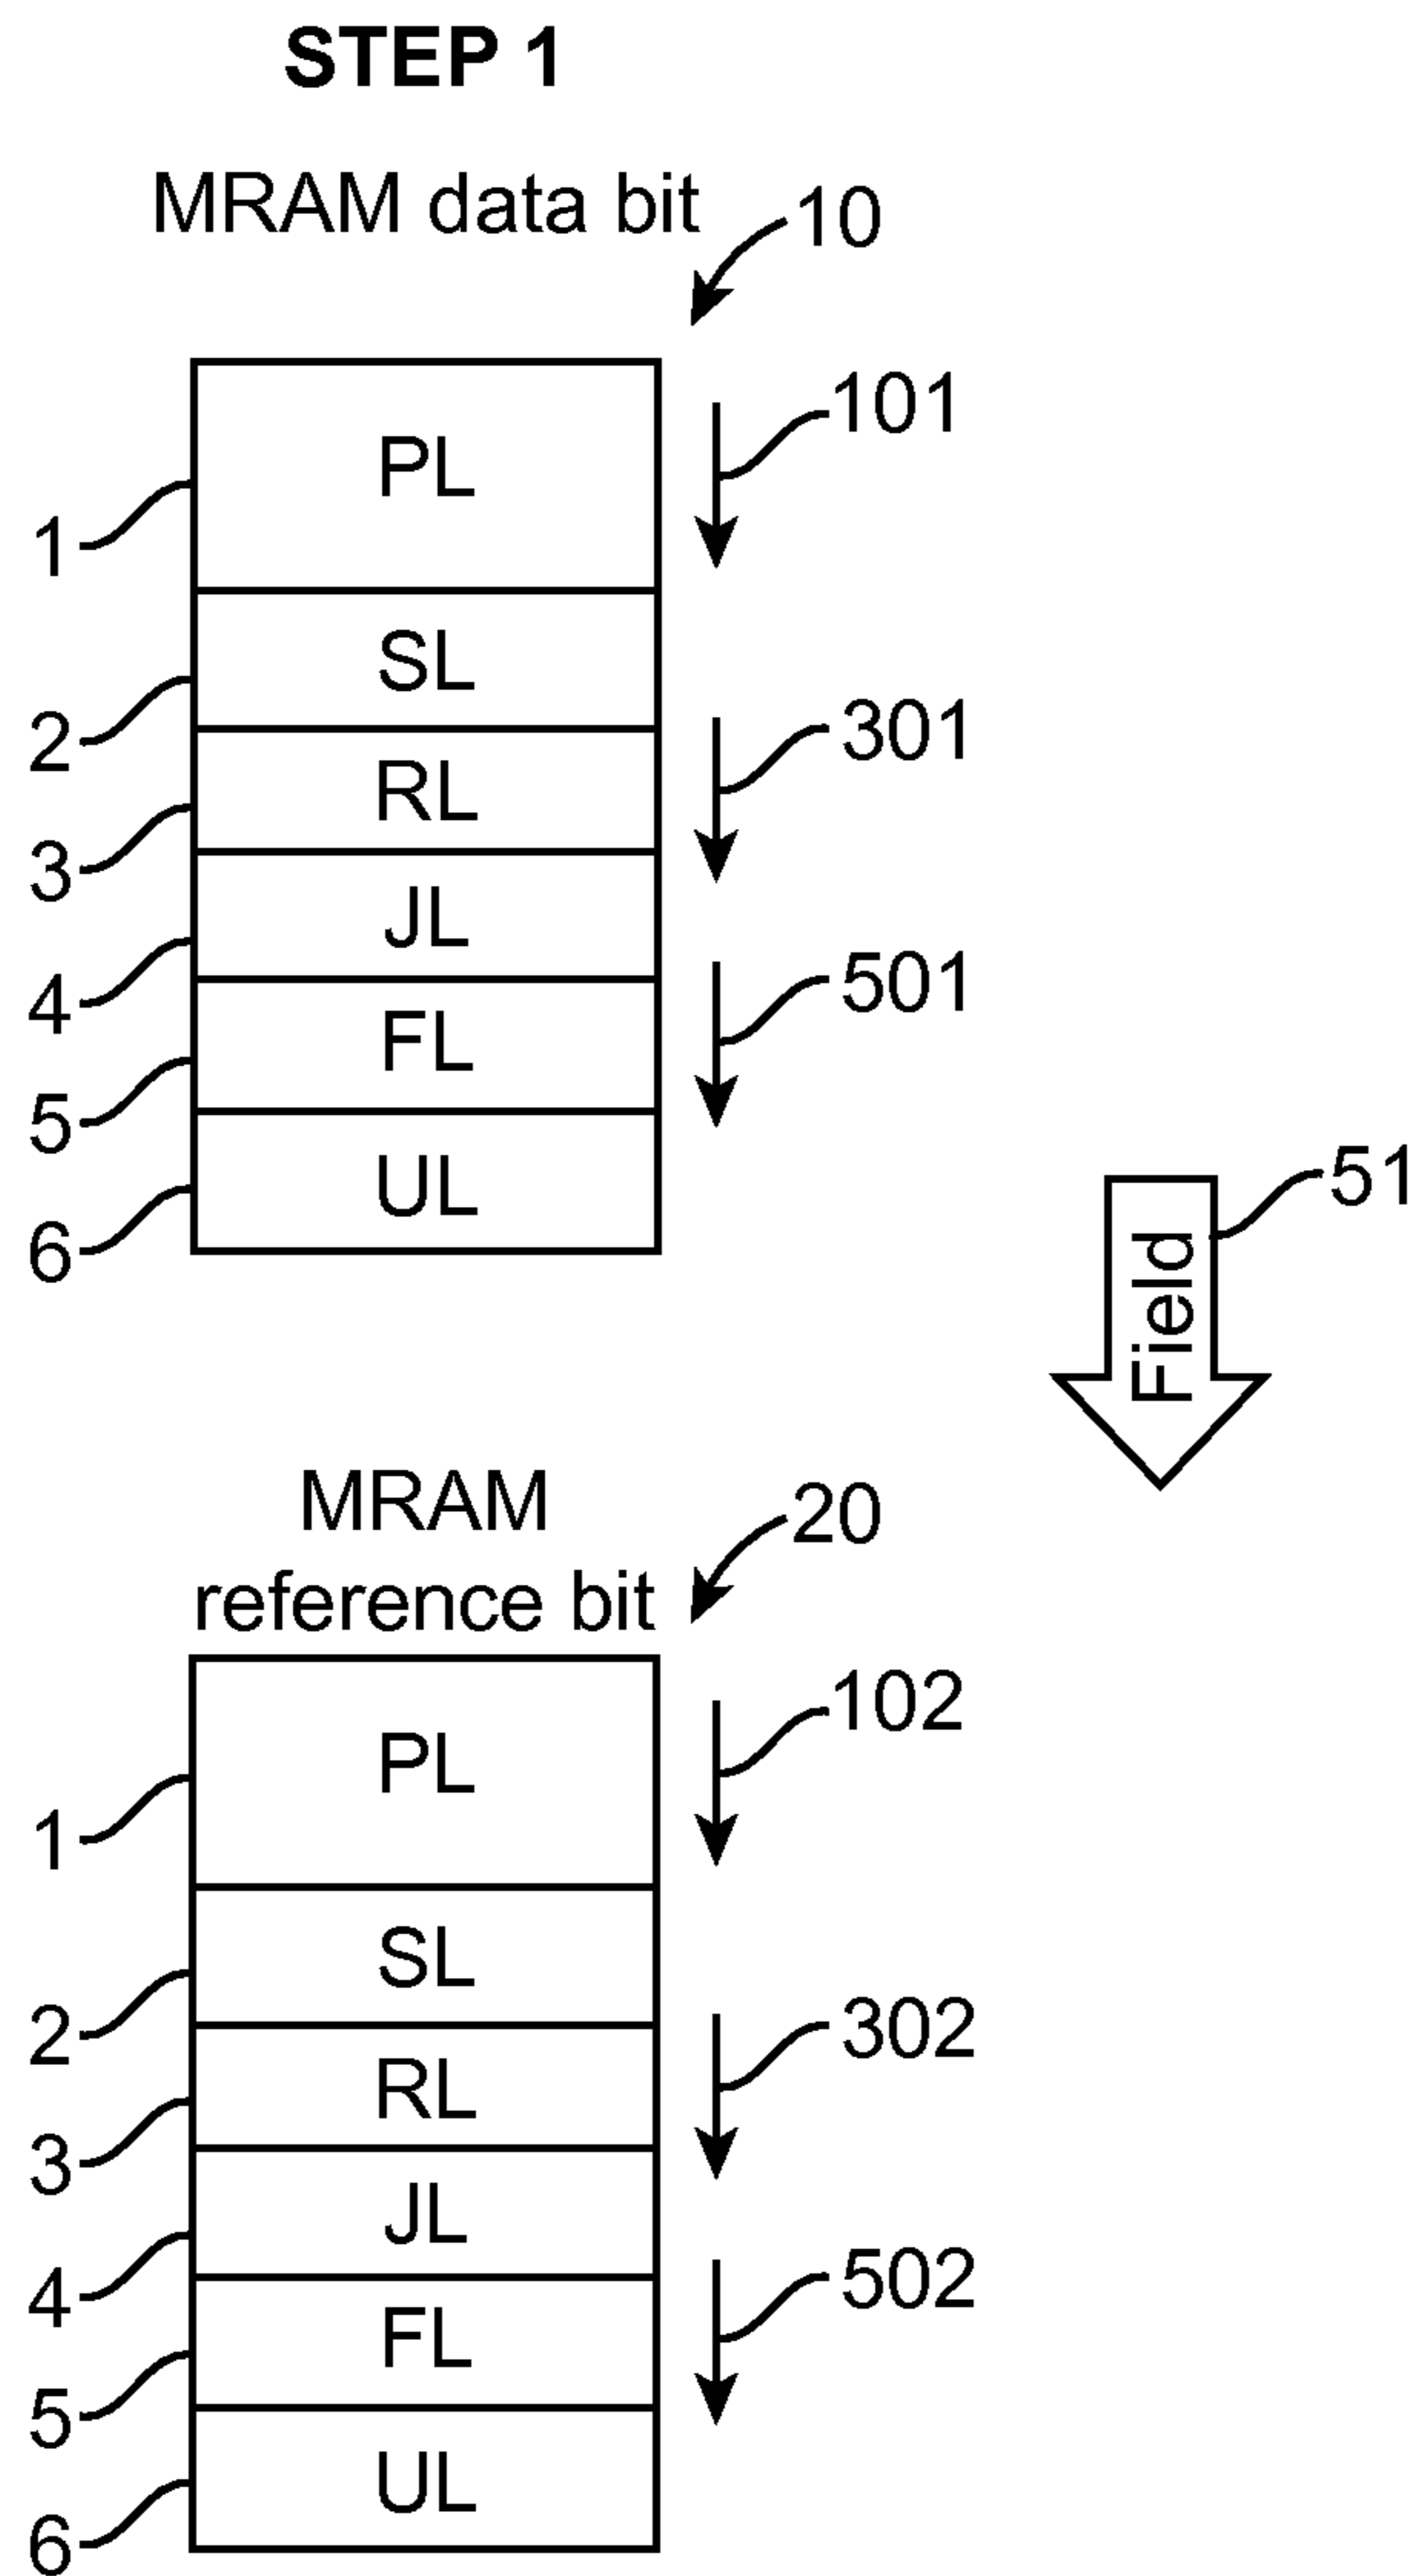 STEP 1
MRAM data bit
10
101
PL
1
SL
2
301
RL
3
JL
4
501
FL
5
UL
6
51
Field
MRAM
reference bit
20
102
PL
1
SL
2
302
RL
3
JL
4
502
FL
5
UL
6